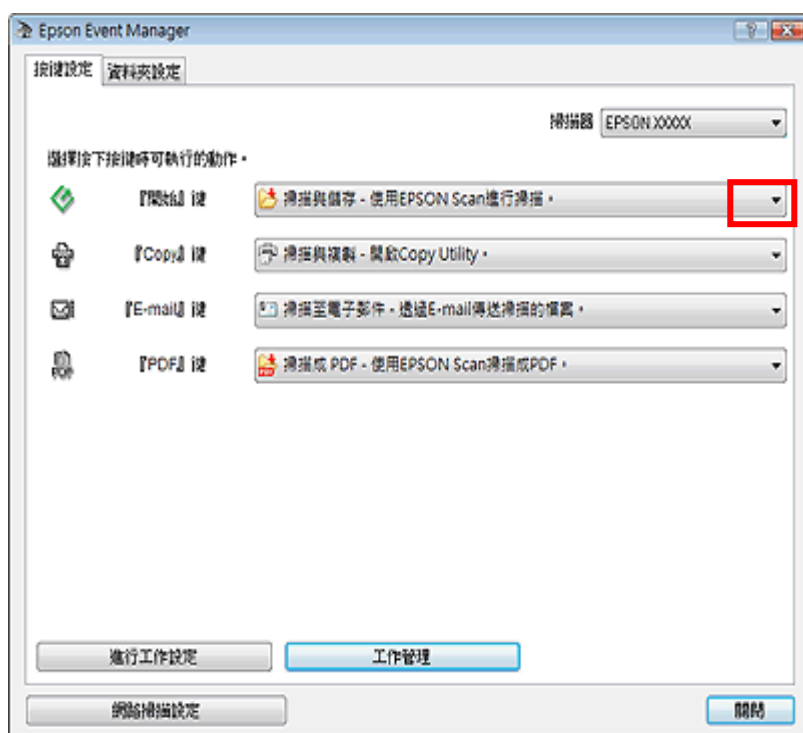 Epson Event Manager
按鍵設定 資料夾設定
掃描器 EPSON XXXXX
選擇按下按鍵時可執行的動作。
『開始』鍵 掃描與儲存 - 使用EPSON Scan進行掃描。
『Copy』鍵 掃描與複製 - 開啟Copy Utility。
『E-mail』鍵 掃描至電子郵件 - 透過E-mail傳送掃描的檔案。
PDF 『PDF』鍵 PDF 掃描成 PDF - 使用EPSON Scan掃描成PDF。
進行工作設定 工作管理
網路掃描設定 關閉